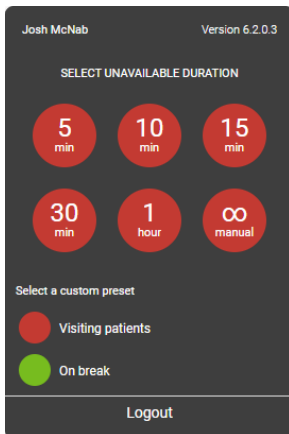 Josh McNab Version 6.2.0.3
SELECT UNAVAILABLE DURATION
5 10 15
min min min
30 1 ∞
min hour manual
Select a custom preset
Visiting patients
On break
Logout